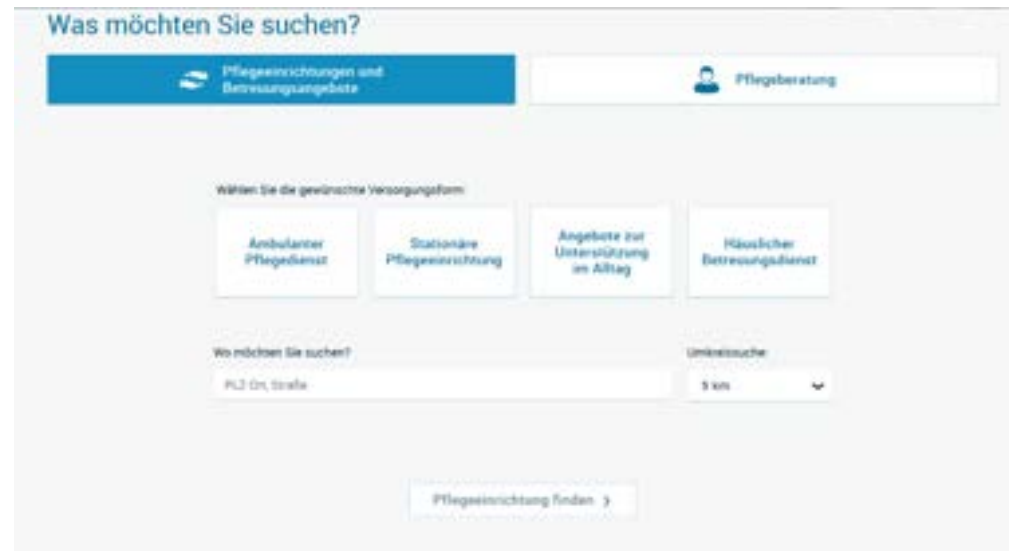 Was möchten Sie suchen?
Pflegeeinrichtungen und
Betreuungsangebote
Pflegeberatung
Wählen Sie die gewünschte Versorgungsform:
Ambulanter
Pflegedienst
Stationäre
Pflegeeinrichtung
Angebote zur
Unterstützung
im Alltag
Häuslicher
Betreuungsdienst
Wo möchten Sie suchen?
Umkreissuche
PLZ Ort, Straße
5 km
Pflegeeinrichtung finden